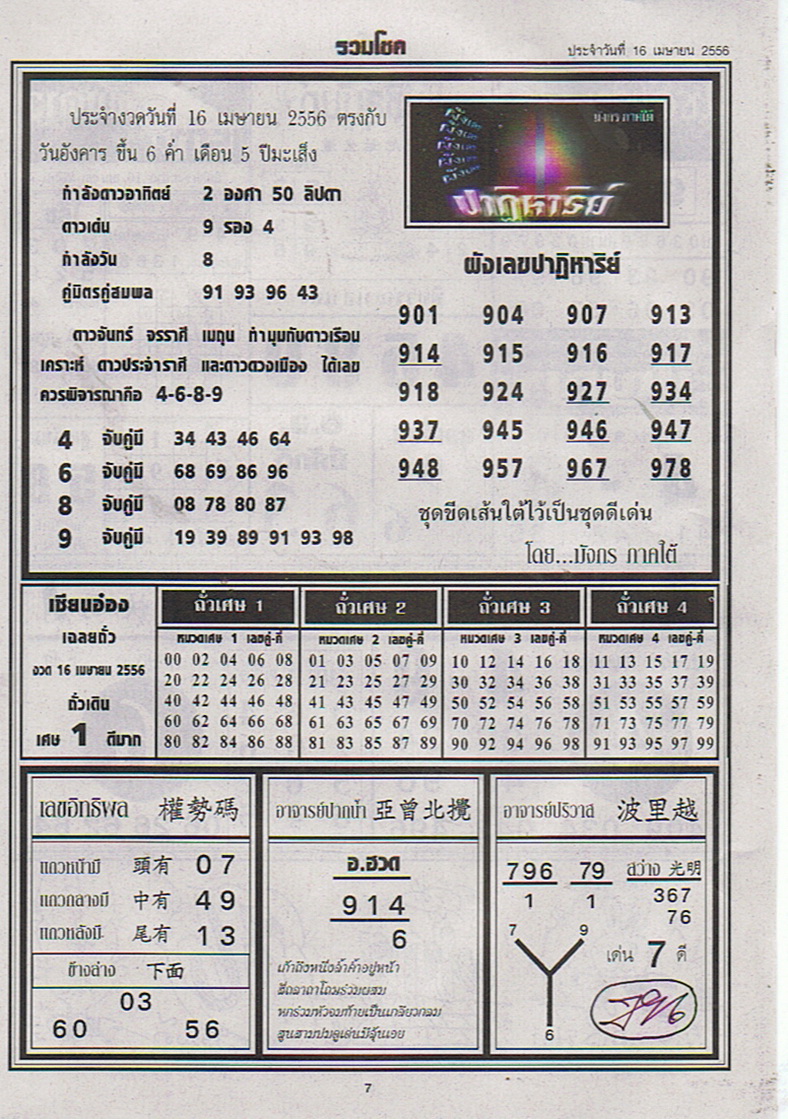 รวมโชค
ประจำวันที่ 16 เมษายน 2556
ประจำงวดวันที่ 16 เมษายน 2556 ตรงกับ
วันอังคาร ขึ้น 6 ค่ำ เดือน 5 ปีมะเส็ง
กำลังดาวอาทิตย์ 2 องศา 50 ลิปดา
ดาวเด่น 9 รอง 4
กำลังวัน 8
คู่มิตรคู่สมพล 91 93 96 43
ดาวจันทร์ จรราศี เมถุน ทำมุมกับดาวเรือน
เคราะห์ ดาวประจำราศี และดาวดวงเมือง ได้เลข
ควรพิจารณาคือ 4-6-8-9
4 จับคู่มี 34 43 46 64
6 จับคู่มี 68 69 86 96
8 จับคู่มี 08 78 80 87
9 จับคู่มี 19 39 89 91 93 98
มังกร ภาคใต้
ปาฏิหาริย์
ผังเลขปาฏิหาริย์
901 904 907 913
914 915 916 917
918 924 927 934
937 945 946 947
948 957 967 978
ชุดขีดเส้นใต้ไว้เป็นชุดดีเด่น
โดย...มังกร ภาคใต้
เซียนอ๋อง
เฉลยถั่ว
งวด 16 เมษายน 2556
ถั่วเดิน
เศษ 1 ดีมาก
ถั่วเศษ 1
หมวดเศษ 1 เลขคู่-คี่
00 02 04 06 08
20 22 24 26 28
40 42 44 46 48
60 62 64 66 68
80 82 84 86 88
ถั่วเศษ 2
หมวดเศษ 2 เลขคู่-คี่
01 03 05 07 09
21 23 25 27 29
41 43 45 47 49
61 63 65 67 69
81 83 85 87 89
ถั่วเศษ 3
หมวดเศษ 3 เลขคู่-คี่
10 12 14 16 18
30 32 34 36 38
50 52 54 56 58
70 72 74 76 78
90 92 94 96 98
ถั่วเศษ 4
หมวดเศษ 4 เลขคู่-คี่
11 13 15 17 19
31 33 35 37 39
51 53 55 57 59
71 73 75 77 79
91 93 95 97 99
เลขอิทธิพล 權勢碼
แถวหน้ามี 頭有 0 7
แถวกลางมี 中有 4 9
แถวหลังมี 尾有 1 3
ข้างล่าง 下面
03
60 56
อาจารย์ปากน้ำ 亞曾北攪
อ.ฮวด
914
6
อาจารย์ปริวาส 波里越
796 79 สว่าง 光明
1 1 367
76
7 9
เด่น 7 ดี
6
796
7